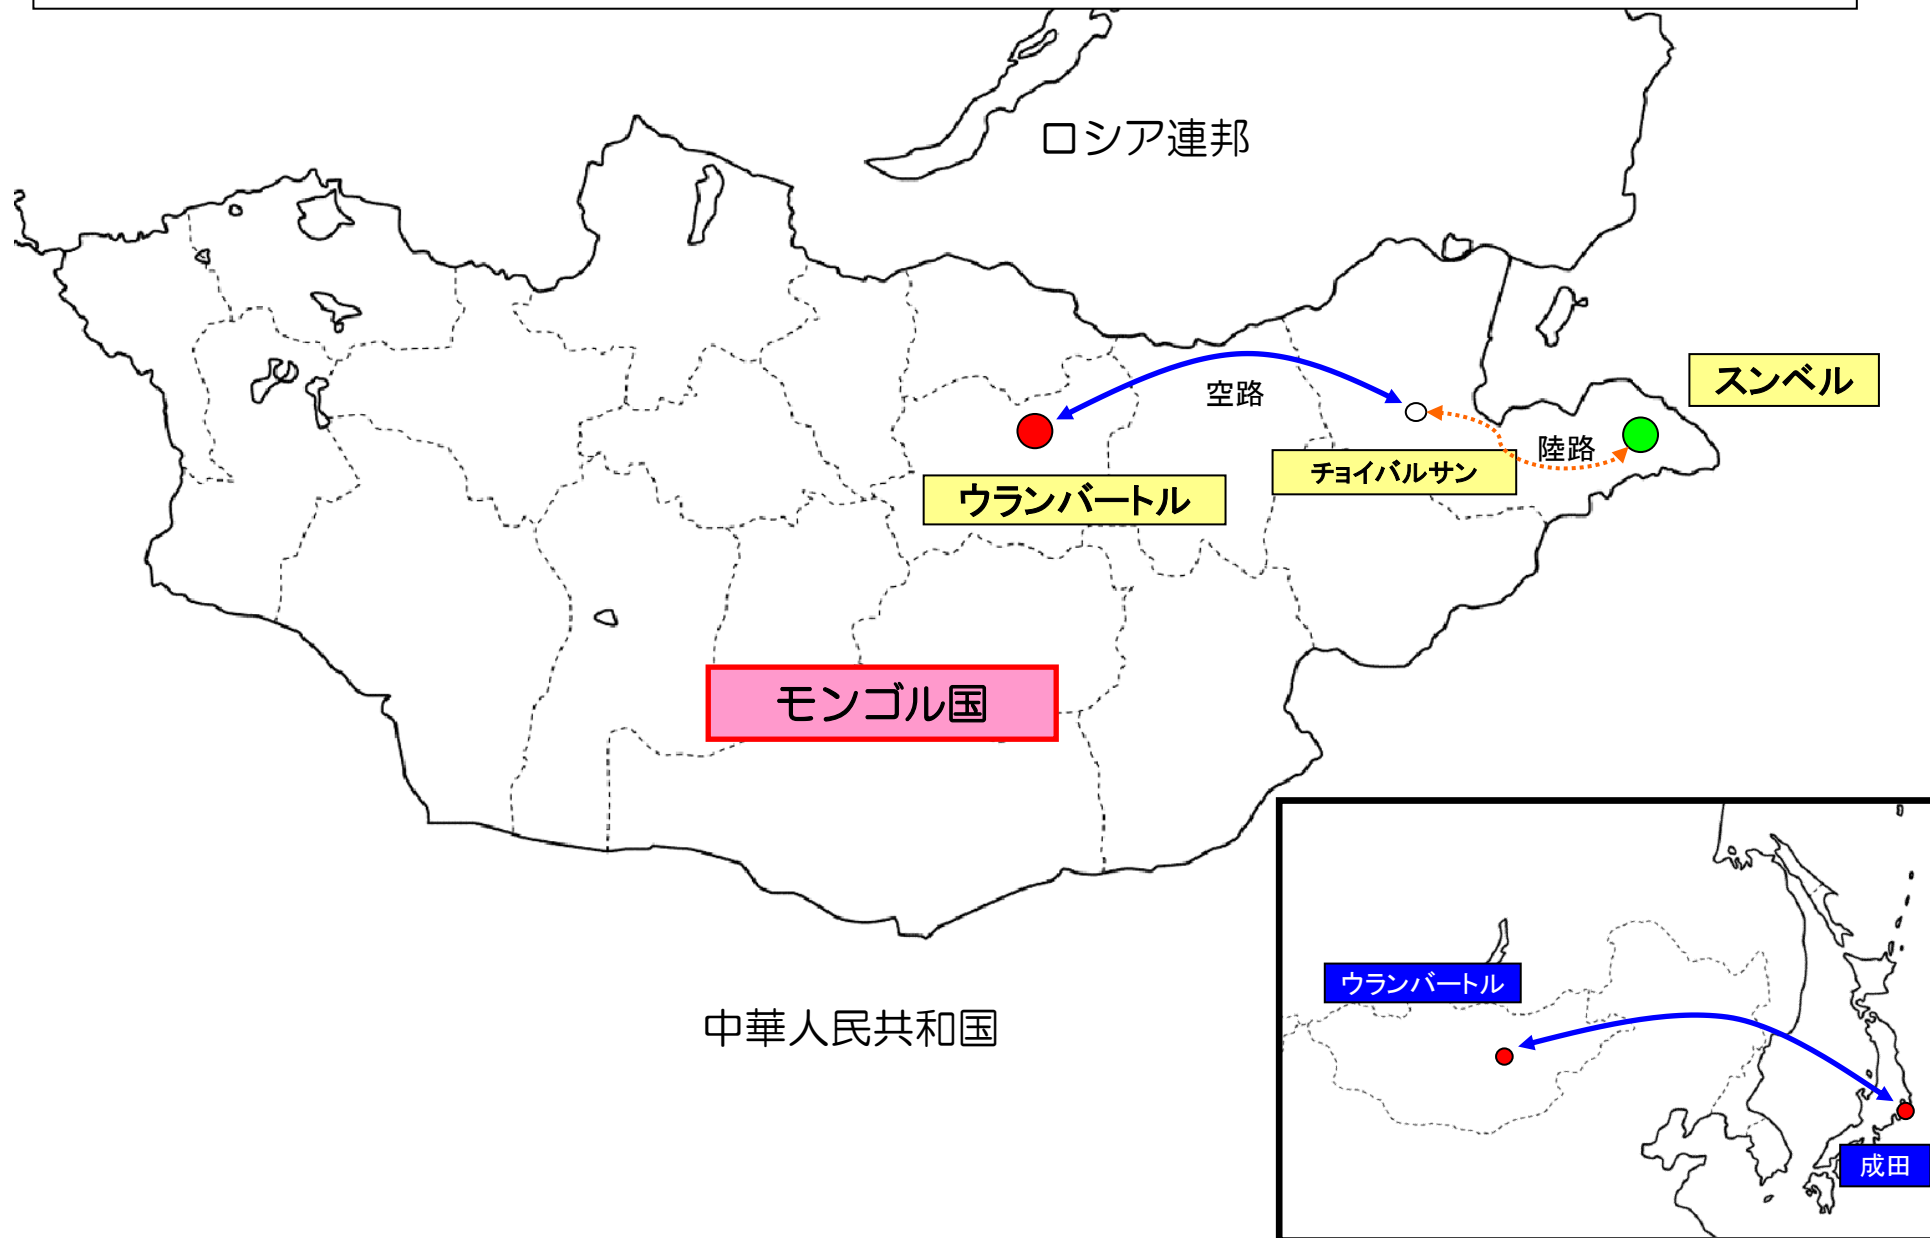 ロシア連邦
スンベル
空路
陸路
チョイバルサン
ウランバートル
モンゴル国
ウランバートル
中華人民共和国
成田